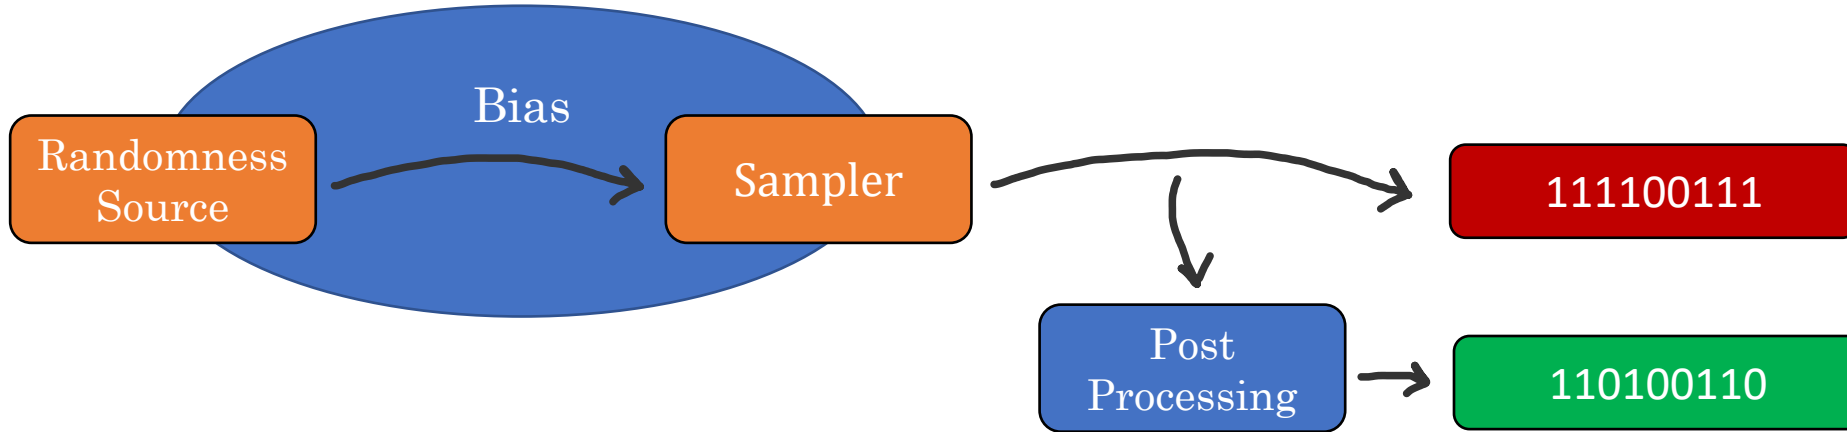 Bias
Randomness
Source
Sampler
111100111
Post
Processing
110100110